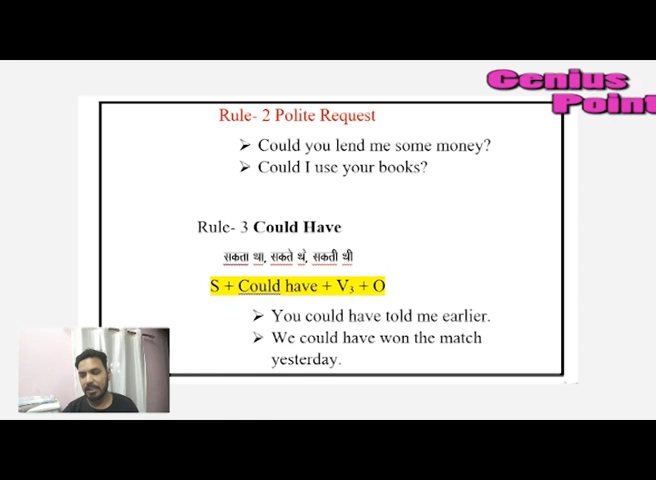 Genius
Point
Rule- 2 Polite Request
➢ Could you lend me some money?
➢ Could I use your books?
Rule- 3 Could Have
सकता था, सकते थे, सकती थी
S + Could have + V₃ + O
➢ You could have told me earlier.
➢ We could have won the match
yesterday.